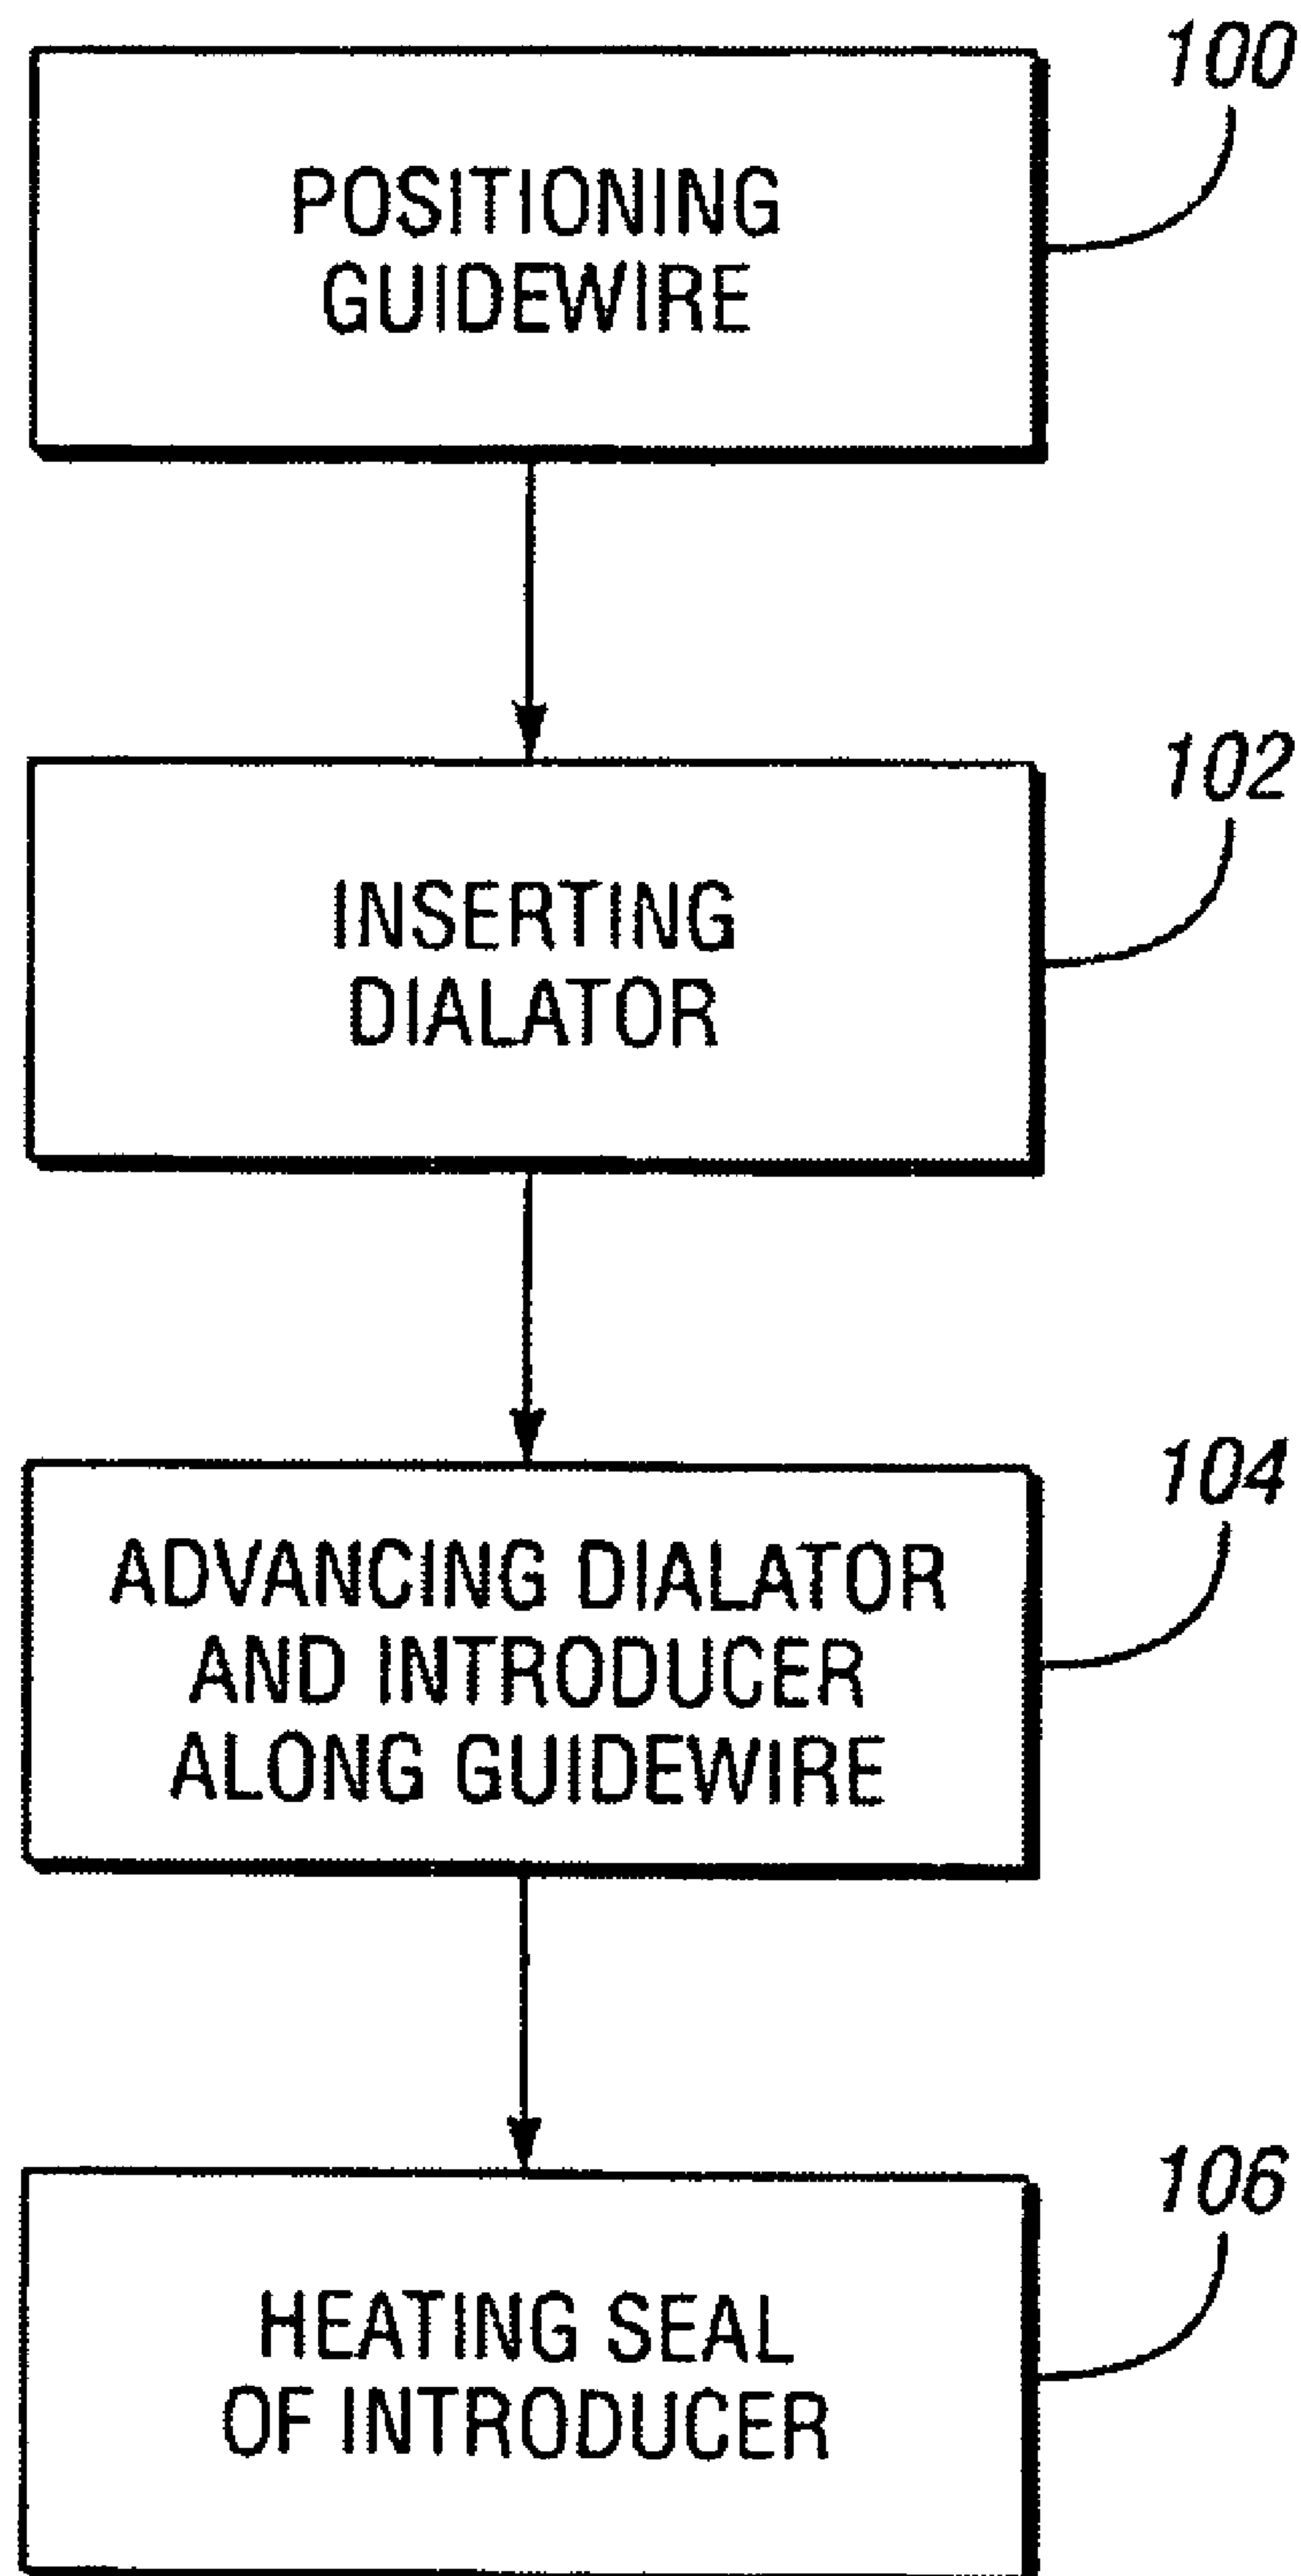 100
POSITIONING
GUIDEWIRE
102
INSERTING
DIALATOR
104
ADVANCING DIALATOR
AND INTRODUCER
ALONG GUIDEWIRE
106
HEATING SEAL
OF INTRODUCER